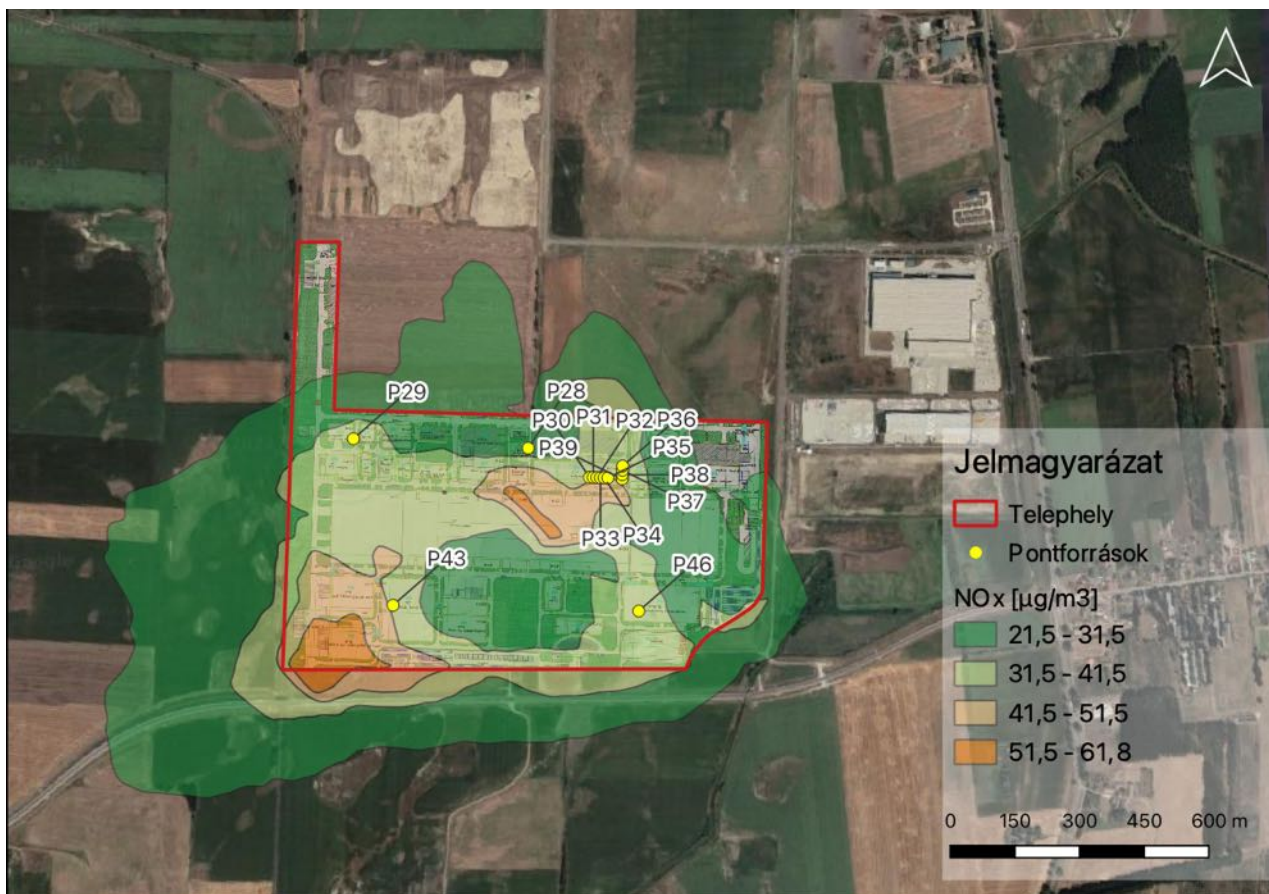 P29
P28
P30
P31
P32
P36
P39
P35
P38
P37
P33
P34
P43
P46
Jelmagyarázat
Telephely
Pontforrások
NOx [µg/m3]
21,5 - 31,5
31,5 - 41,5
41,5 - 51,5
51,5 - 61,8
0 150 300 450 600 m